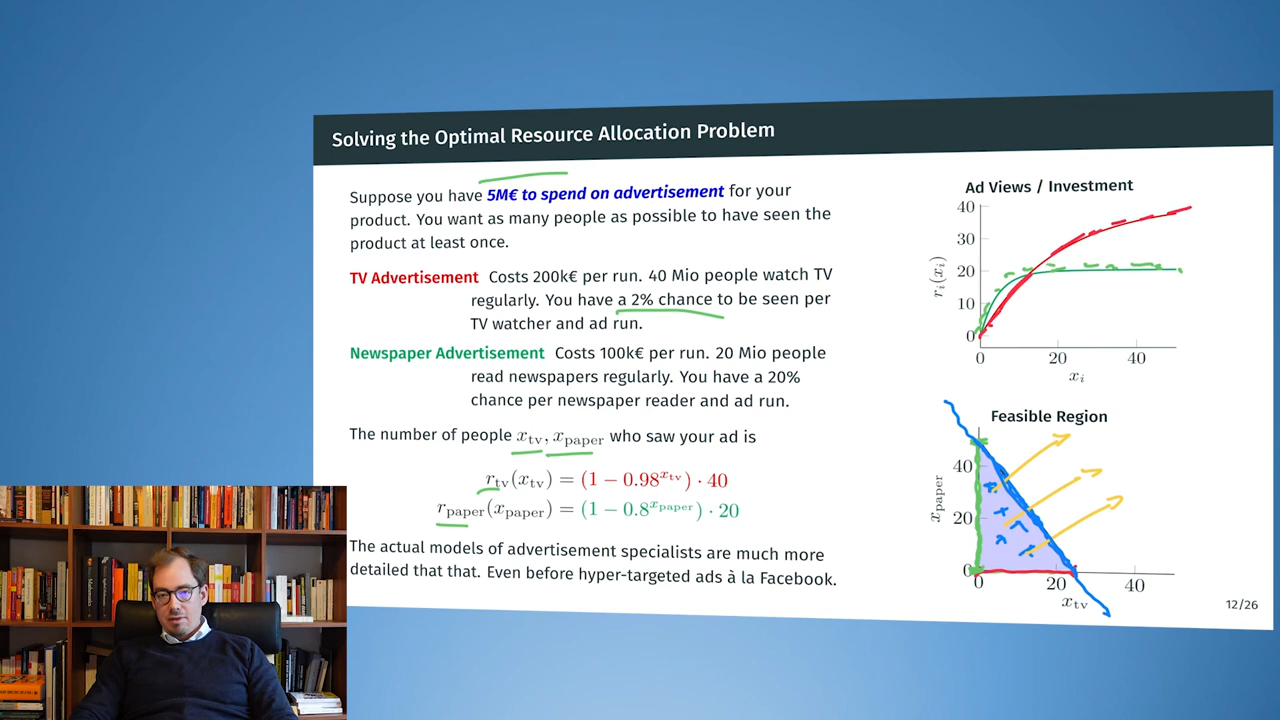 Solving the Optimal Resource Allocation Problem
Suppose you have 5M€ to spend on advertisement for your
product. You want as many people as possible to have seen the
product at least once.
TV Advertisement Costs 200k€ per run. 40 Mio people watch TV
regularly. You have a 2% chance to be seen per
TV watcher and ad run.
Newspaper Advertisement Costs 100k€ per run. 20 Mio people
read newspapers regularly. You have a 20%
chance per newspaper reader and ad run.
The number of people x_tv, x_paper who saw your ad is
r_tv(x_tv) = (1 − 0.98^{x_tv}) · 40
r_paper(x_paper) = (1 − 0.8^{x_paper}) · 20
The actual models of advertisement specialists are much more
detailed that that. Even before hyper-targeted ads à la Facebook.
Ad Views / Investment
40
30
20
10
0
r_i(x_i)
0 20 40
x_i
Feasible Region
40
20
0
x_paper
0 20 40
x_tv
12/26
Mathematics